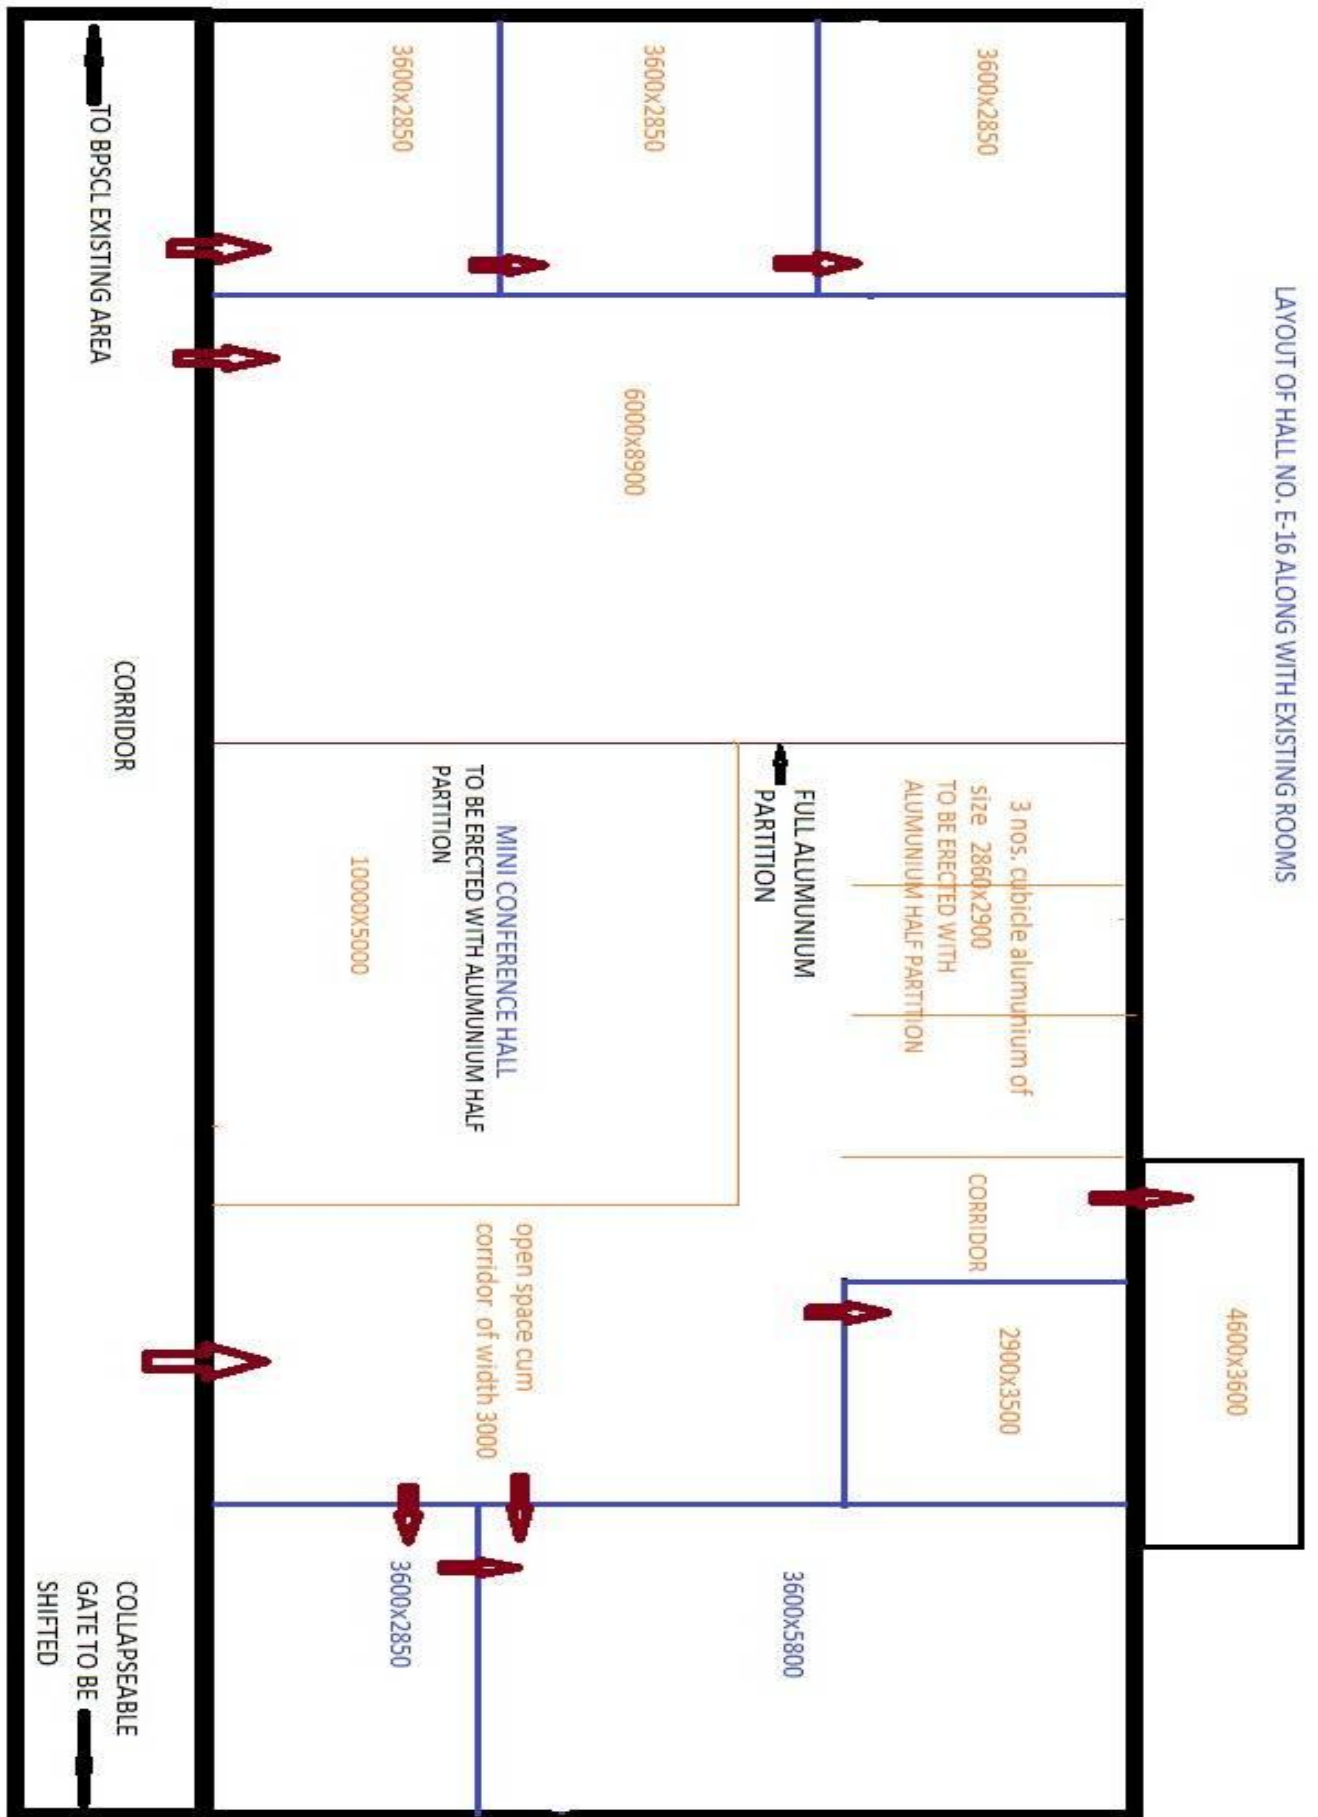 LAYOUT OF HALL NO. E-16 ALONG WITH EXISTING ROOMS
4600x3600
3600x2850
3600x2850
3600x2850
6000x8900
3 nos. cubicle alumunium of
size 2860x2900
TO BE ERECTED WITH
ALUMUNIUM HALF PARTITION
FULL ALUMUNIUM
PARTITION
CORRIDOR
2900x3500
MINI CONFERENCE HALL
TO BE ERECTED WITH ALUMUNIUM HALF
PARTITION
10000X5000
open space cum
corridor of width 3000
3600x5800
3600x2850
TO BPSCL EXISTING AREA
CORRIDOR
COLLAPSEABLE
GATE TO BE
SHIFTED